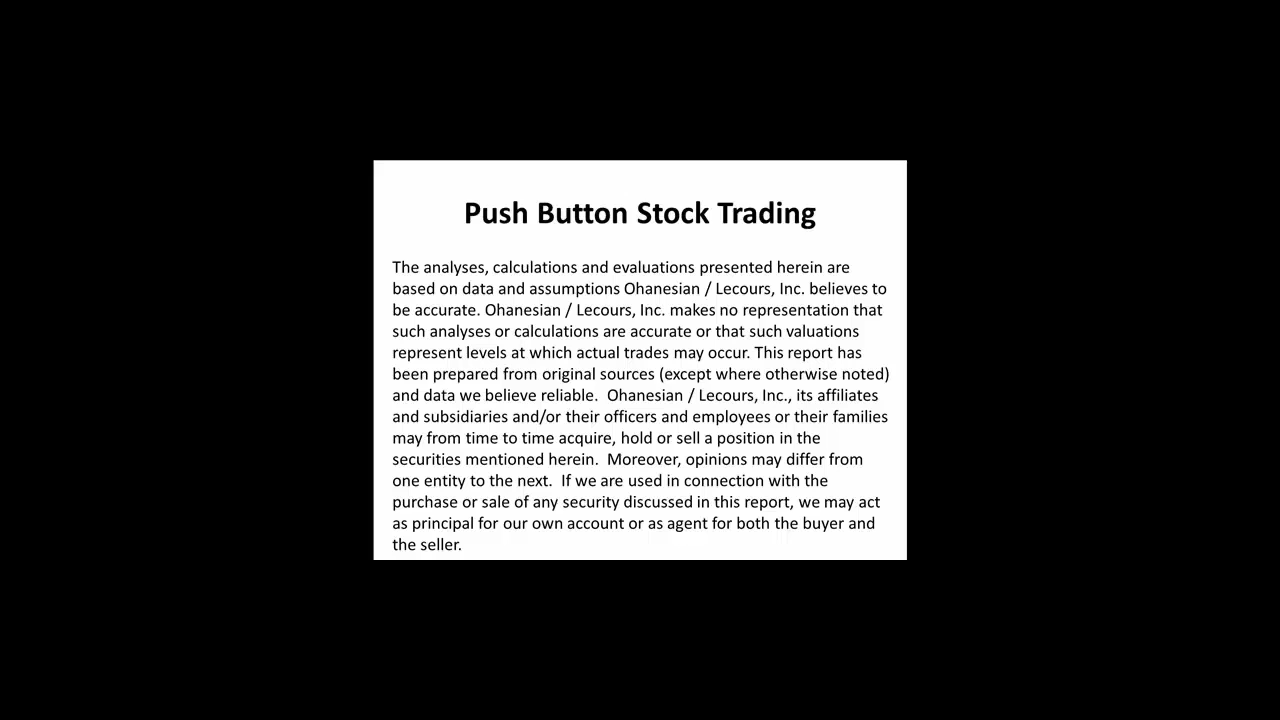 Push Button Stock Trading
The analyses, calculations and evaluations presented herein are
based on data and assumptions Ohanesian / Lecours, Inc. believes to
be accurate. Ohanesian / Lecours, Inc. makes no representation that
such analyses or calculations are accurate or that such valuations
represent levels at which actual trades may occur. This report has
been prepared from original sources (except where otherwise noted)
and data we believe reliable.  Ohanesian / Lecours, Inc., its affiliates
and subsidiaries and/or their officers and employees or their families
may from time to time acquire, hold or sell a position in the
securities mentioned herein.  Moreover, opinions may differ from
one entity to the next.  If we are used in connection with the
purchase or sale of any security discussed in this report, we may act
as principal for our own account or as agent for both the buyer and
the seller.